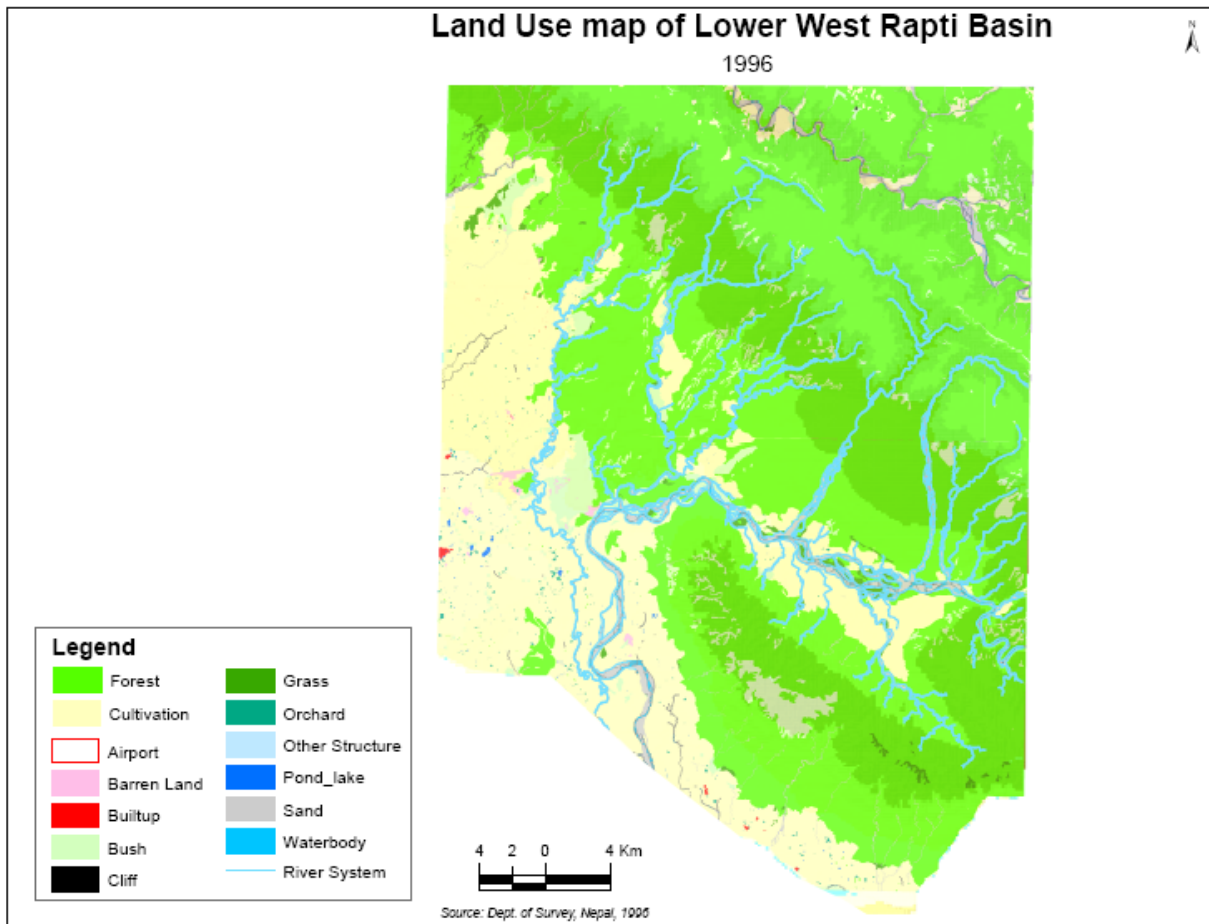 Land Use map of Lower West Rapti Basin
1996
N
Legend
Forest
Cultivation
Airport
Barren Land
Builtup
Bush
Cliff
Grass
Orchard
Other Structure
Pond_lake
Sand
Waterbody
River System
4 2 0 4 Km
Source: Dept. of Survey, Nepal, 1996